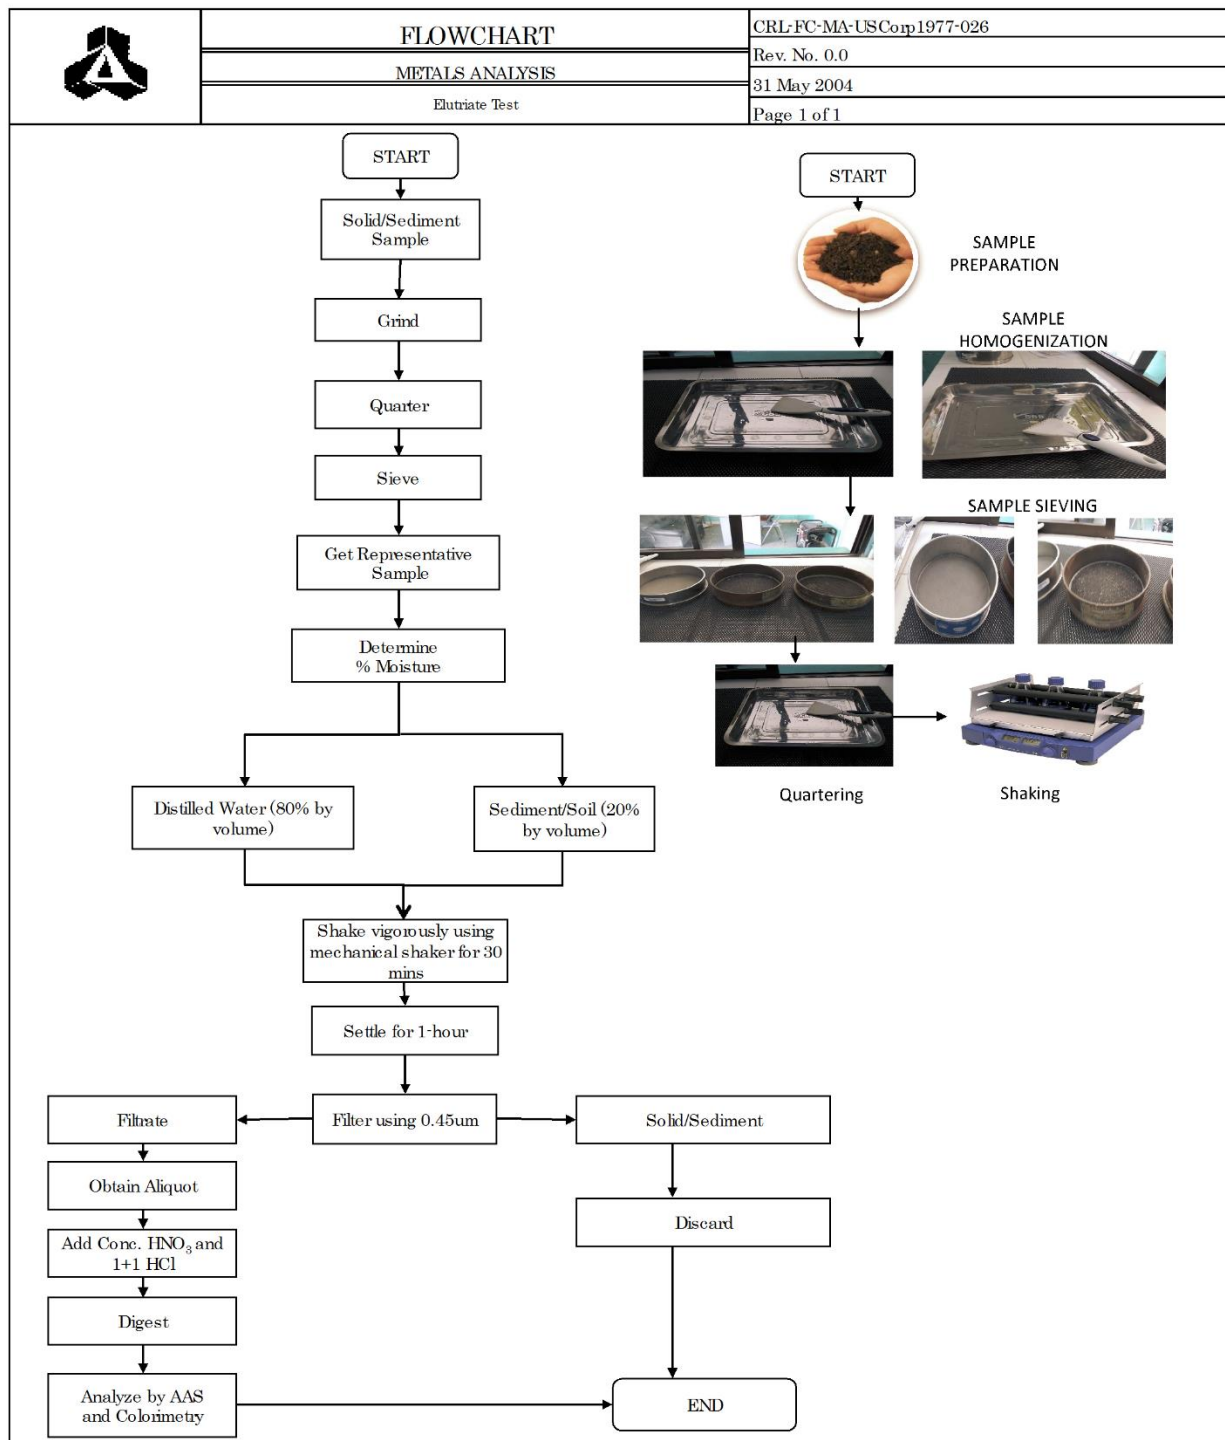 FLOWCHART
METALS ANALYSIS
Elutriate Test
CRL-FC-MA-USCorp1977-026
Rev. No. 0.0
31 May 2004
Page 1 of 1
START
Solid/Sediment
Sample
Grind
Quarter
Sieve
Get Representative
Sample
Determine
% Moisture
Distilled Water (80% by
volume)
Sediment/Soil (20%
by volume)
Shake vigorously using
mechanical shaker for 30
mins
Settle for 1-hour
Filter using 0.45um
Filtrate
Obtain Aliquot
Add Conc. HNO₃ and
1+1 HCl
Digest
Analyze by AAS
and Colorimetry
Solid/Sediment
Discard
END
START
SAMPLE
PREPARATION
SAMPLE
HOMOGENIZATION
SAMPLE SIEVING
Quartering
Shaking